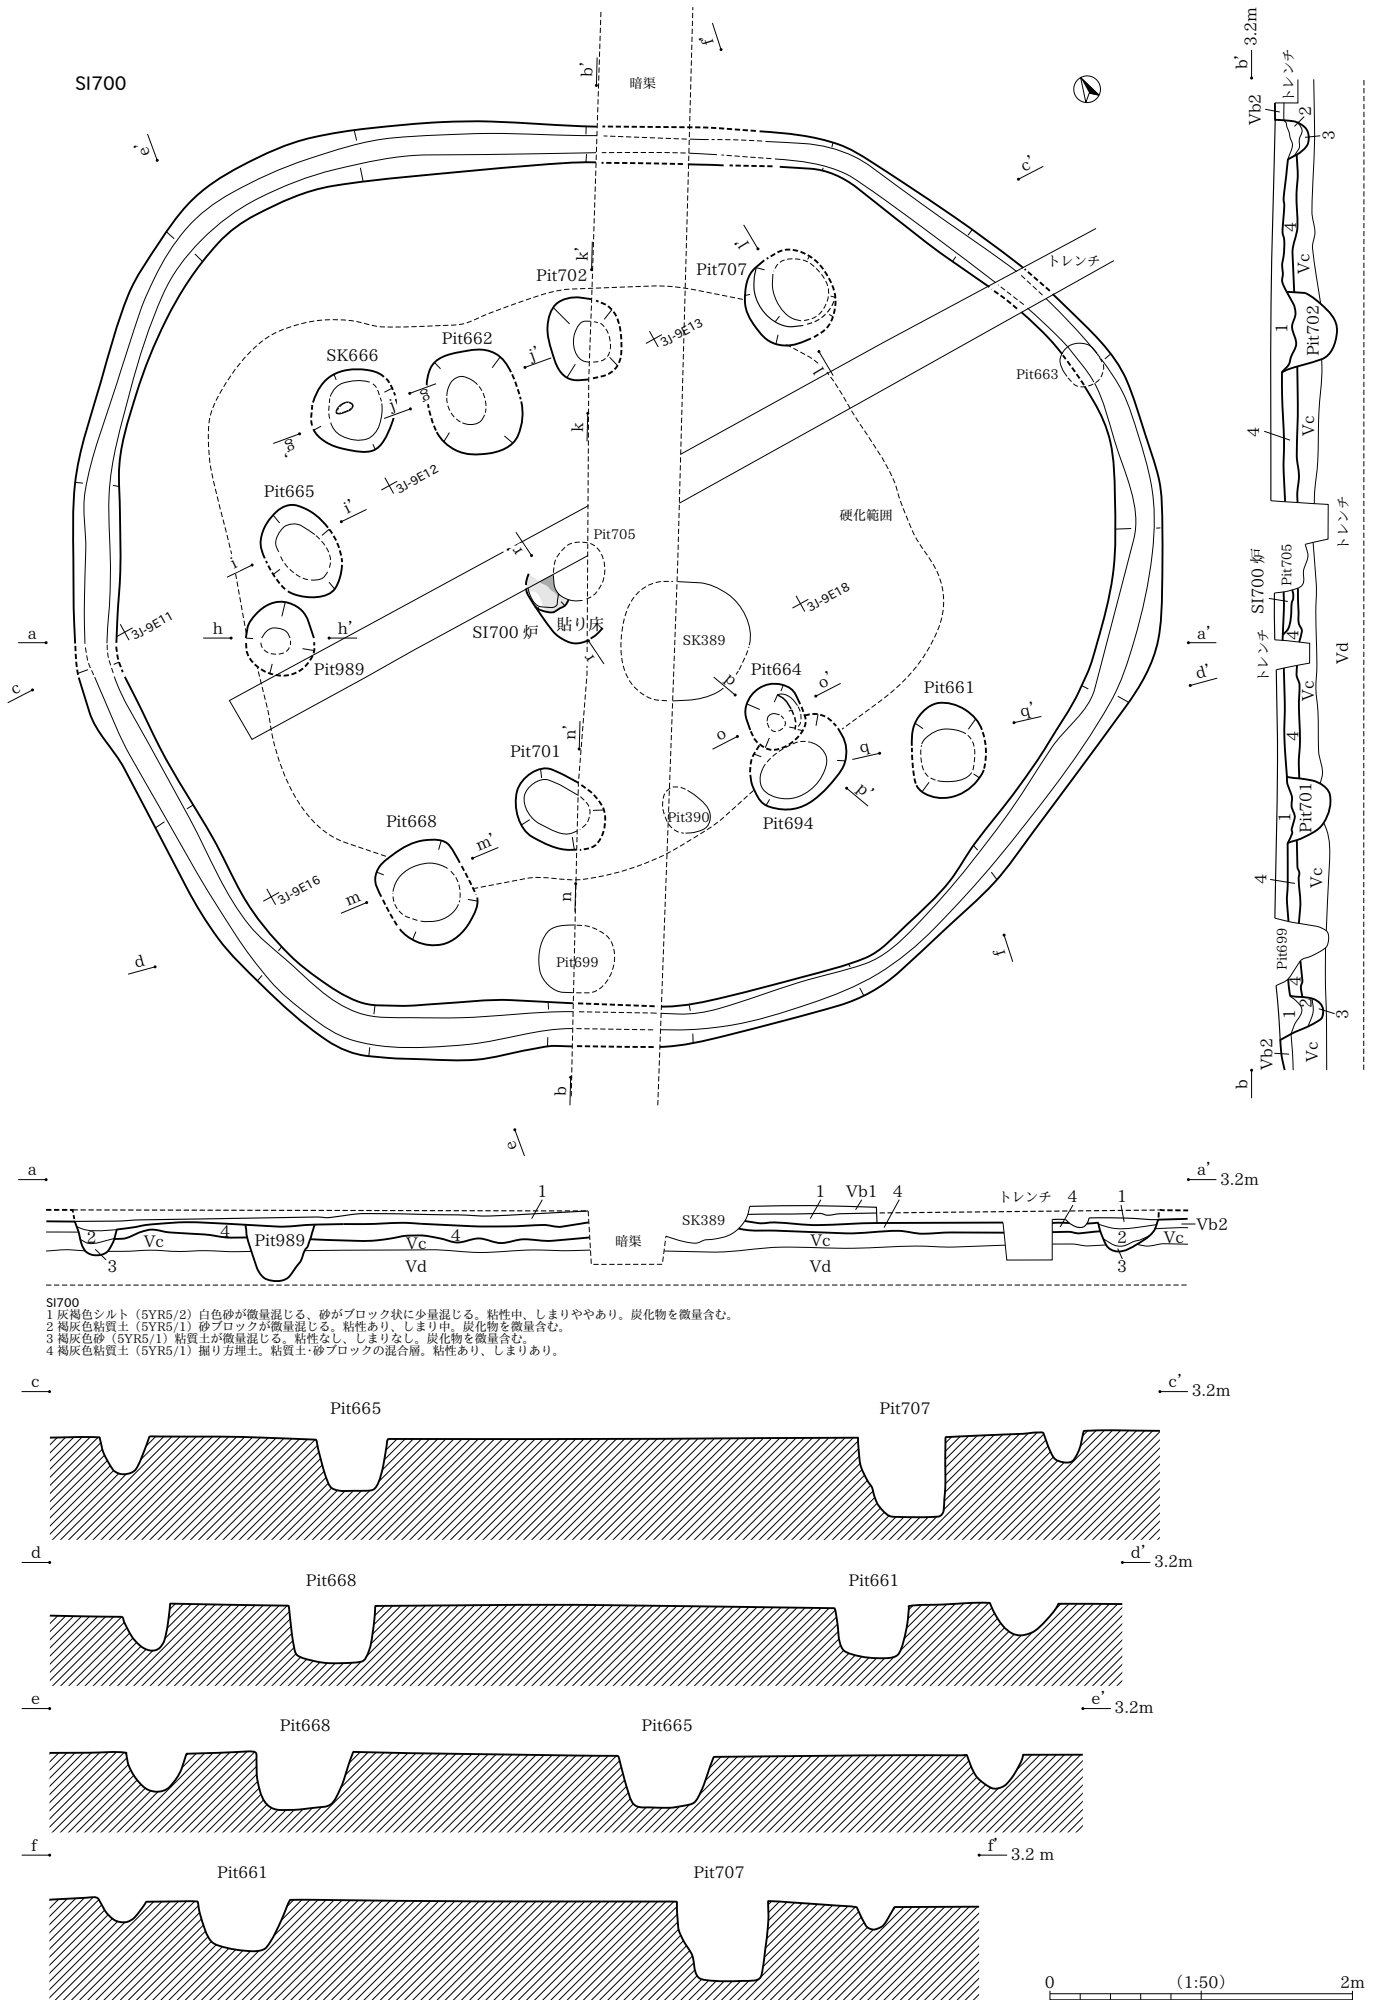 SI700
暗渠
b’
f’
e’
c’
b’ 3.2m
トレンチ
Vb2
2
3
k’
l’
Pit702
Pit707
トレンチ
3J-9E13
Pit662
SK666
j’
g
j’
l
Pit663
g’
k
3J-9E12
Pit665
i’
硬化範囲
r’
Pit705
i
3J-9E11
h
h’
SI700 炉
貼り床
r
SK389
3J-9E18
a
a’
c
d’
Pit989
Pit664
p
o’
Pit661
q’
o
n’
q
Pit701
p’
Pit390
Pit694
Pit668
m’
3J-9E16
m
n
Pit699
d
f
b
e
4
Vc
1
Pit702
4
Vc
トレンチ
SI700 炉
Pit705
4
トレンチ
Vc
Vd
4
1
Pit701
4
Vc
Pit699
4
1
2
3
Vb2
Vc
b
a
a’ 3.2m
1
1
Vb1
4
トレンチ
4
1
Vb2
2
3
Vc
4
Pit989
Vc
4
Vd
暗渠
SK389
Vc
Vd
2
3
Vc
SI700
1 灰褐色シルト（5YR5/2）白色砂が微量混じる、砂がブロック状に少量混じる。粘性中、しまりややあり。炭化物を微量含む。
2 褐灰色粘質土（5YR5/1）砂ブロックが微量混じる。粘性あり、しまり中。炭化物を微量含む。
3 褐灰色砂（5YR5/1）粘質土が微量混じる。粘性なし、しまりなし。炭化物を微量含む。
4 褐灰色粘質土（5YR5/1）掘り方埋土。粘質土･砂ブロックの混合層。粘性あり、しまりあり。
c
c’ 3.2m
Pit665
Pit707
d
d’ 3.2m
Pit668
Pit661
e
e’ 3.2m
Pit668
Pit665
f
f’ 3.2 m
Pit661
Pit707
0 （1:50） 2m